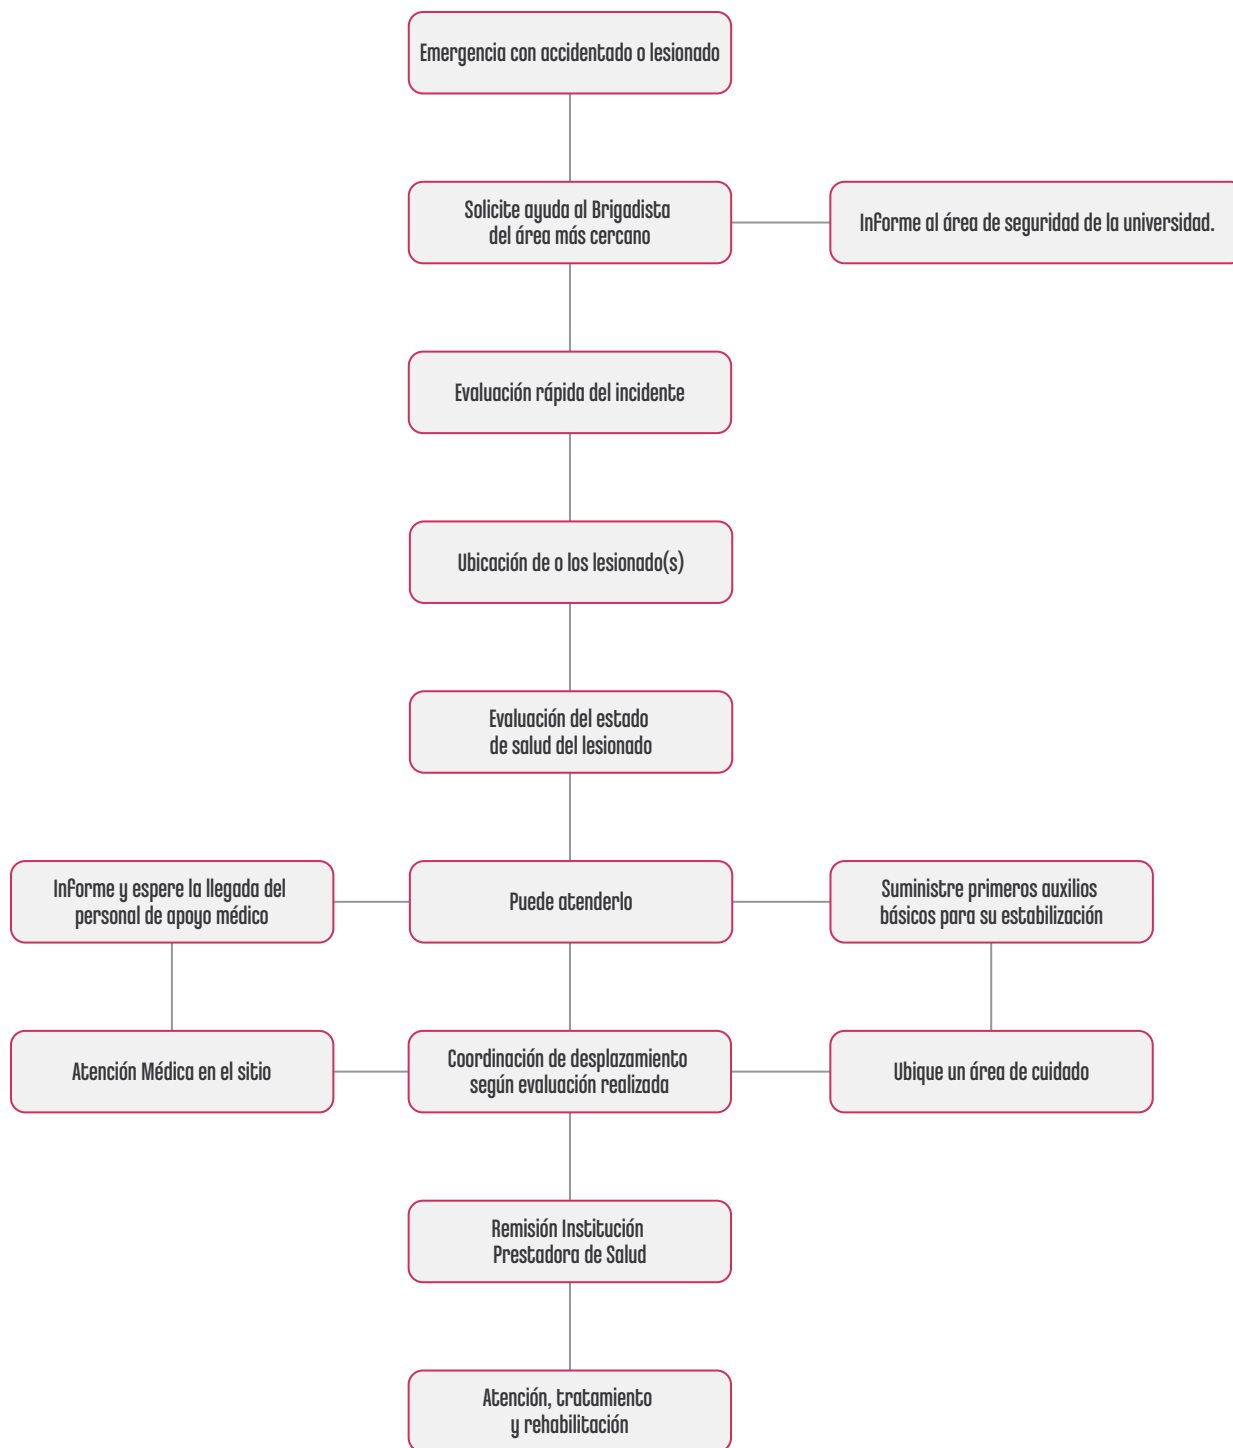 Emergencia con accidentado o lesionado
Solicite ayuda al Brigadista
del área más cercano
Informe al área de seguridad de la universidad.
Evaluación rápida del incidente
Ubicación de o los lesionado(s)
Evaluación del estado
de salud del lesionado
Informe y espere la llegada del
personal de apoyo médico
Puede atenderlo
Suministre primeros auxilios
básicos para su estabilización
Atención Médica en el sitio
Coordinación de desplazamiento
según evaluación realizada
Ubique un área de cuidado
Remisión Institución
Prestadora de Salud
Atención, tratamiento
y rehabilitación